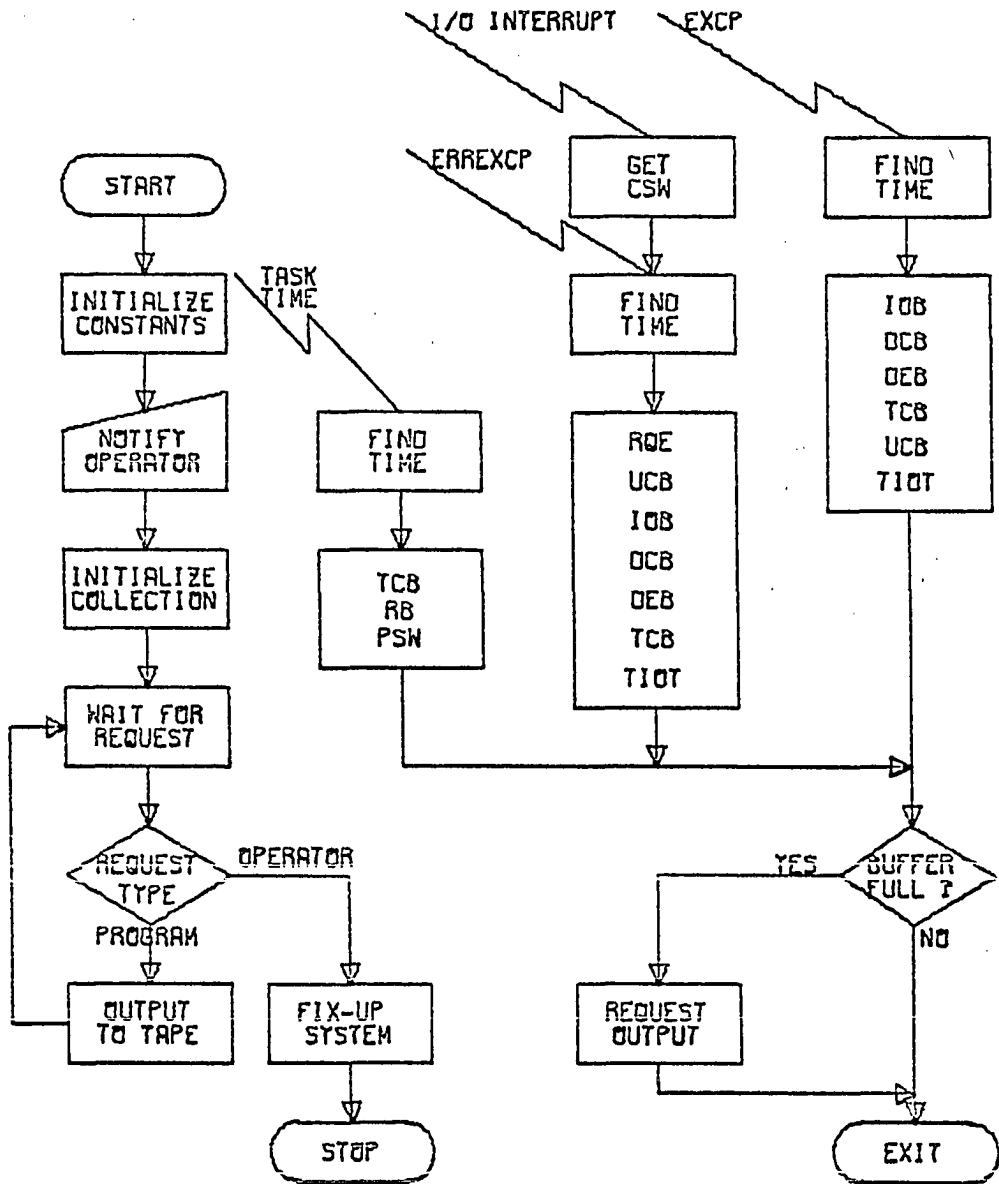 I/O INTERRUPT
EXCP
ERREXCP
GET
CSW
FIND
TIME
START
TASK
TIME
INITIALIZE
CONSTANTS
FIND
TIME
IOB
DCB
DEB
TCB
UCB
TIOT
NOTIFY
OPERATOR
FIND
TIME
RQE
UCB
IOB
DCB
DEB
TCB
TIOT
INITIALIZE
COLLECTION
TCB
RB
PSW
WAIT FOR
REQUEST
REQUEST
TYPE
OPERATOR
PROGRAM
YES
BUFFER
FULL ?
NO
OUTPUT
TO TAPE
FIX-UP
SYSTEM
REQUEST
OUTPUT
STOP
EXIT